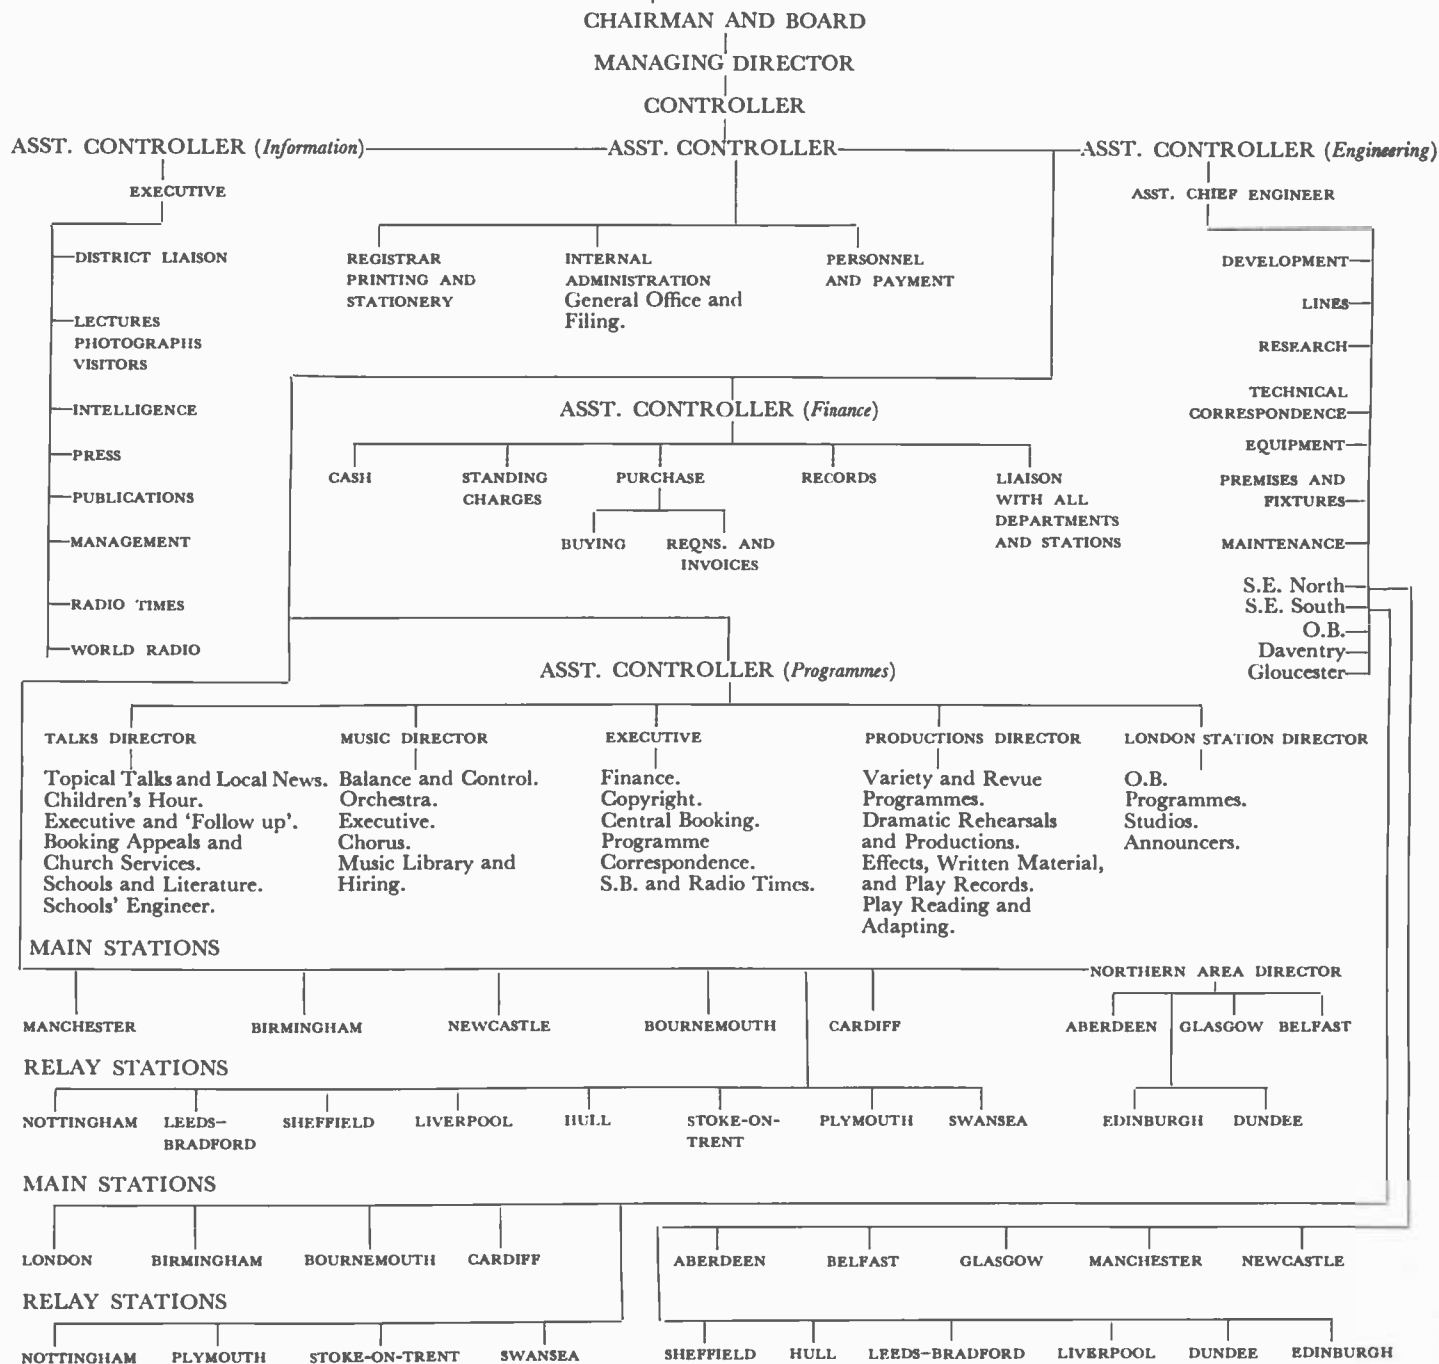 CHAIRMAN AND BOARD
MANAGING DIRECTOR
CONTROLLER
ASST. CONTROLLER (Information)
ASST. CONTROLLER
ASST. CONTROLLER (Engineering)
EXECUTIVE
ASST. CHIEF ENGINEER
DISTRICT LIAISON
LECTURES
PHOTOGRAPHS
VISITORS
INTELLIGENCE
PRESS
PUBLICATIONS
MANAGEMENT
RADIO TIMES
WORLD RADIO
REGISTRAR
PRINTING AND
STATIONERY
INTERNAL
ADMINISTRATION
General Office and
Filing.
PERSONNEL
AND PAYMENT
DEVELOPMENT
LINES
RESEARCH
TECHNICAL
CORRESPONDENCE
EQUIPMENT
PREMISES AND
FIXTURES
MAINTENANCE
S.E. North
S.E. South
O.B.
Daventry
Gloucester
ASST. CONTROLLER (Finance)
CASH
STANDING
CHARGES
PURCHASE
RECORDS
LIAISON
WITH ALL
DEPARTMENTS
AND STATIONS
BUYING
REQNS. AND
INVOICES
ASST. CONTROLLER (Programmes)
TALKS DIRECTOR
Topical Talks and Local News.
Children's Hour.
Executive and 'Follow up'.
Booking Appeals and
Church Services.
Schools and Literature.
Schools' Engineer.
MUSIC DIRECTOR
Balance and Control.
Orchestra.
Executive.
Chorus.
Music Library and
Hiring.
EXECUTIVE
Finance.
Copyright.
Central Booking.
Programme
Correspondence.
S.B. and Radio Times.
PRODUCTIONS DIRECTOR
Variety and Revue
Programmes.
Dramatic Rehearsals
and Productions.
Effects, Written Material,
and Play Records.
Play Reading and
Adapting.
LONDON STATION DIRECTOR
O.B.
Programmes.
Studios.
Announcers.
MAIN STATIONS
NORTHERN AREA DIRECTOR
MANCHESTER
BIRMINGHAM
NEWCASTLE
BOURNEMOUTH
CARDIFF
ABERDEEN
GLASGOW
BELFAST
RELAY STATIONS
NOTTINGHAM
LEEDS-
BRADFORD
SHEFFIELD
LIVERPOOL
HULL
STOKE-ON-
TRENT
PLYMOUTH
SWANSEA
EDINBURGH
DUNDEE
MAIN STATIONS
LONDON
BIRMINGHAM
BOURNEMOUTH
CARDIFF
ABERDEEN
BELFAST
GLASGOW
MANCHESTER
NEWCASTLE
RELAY STATIONS
NOTTINGHAM
PLYMOUTH
STOKE-ON-TRENT
SWANSEA
SHEFFIELD
HULL
LEEDS-BRADFORD
LIVERPOOL
DUNDEE
EDINBURGH